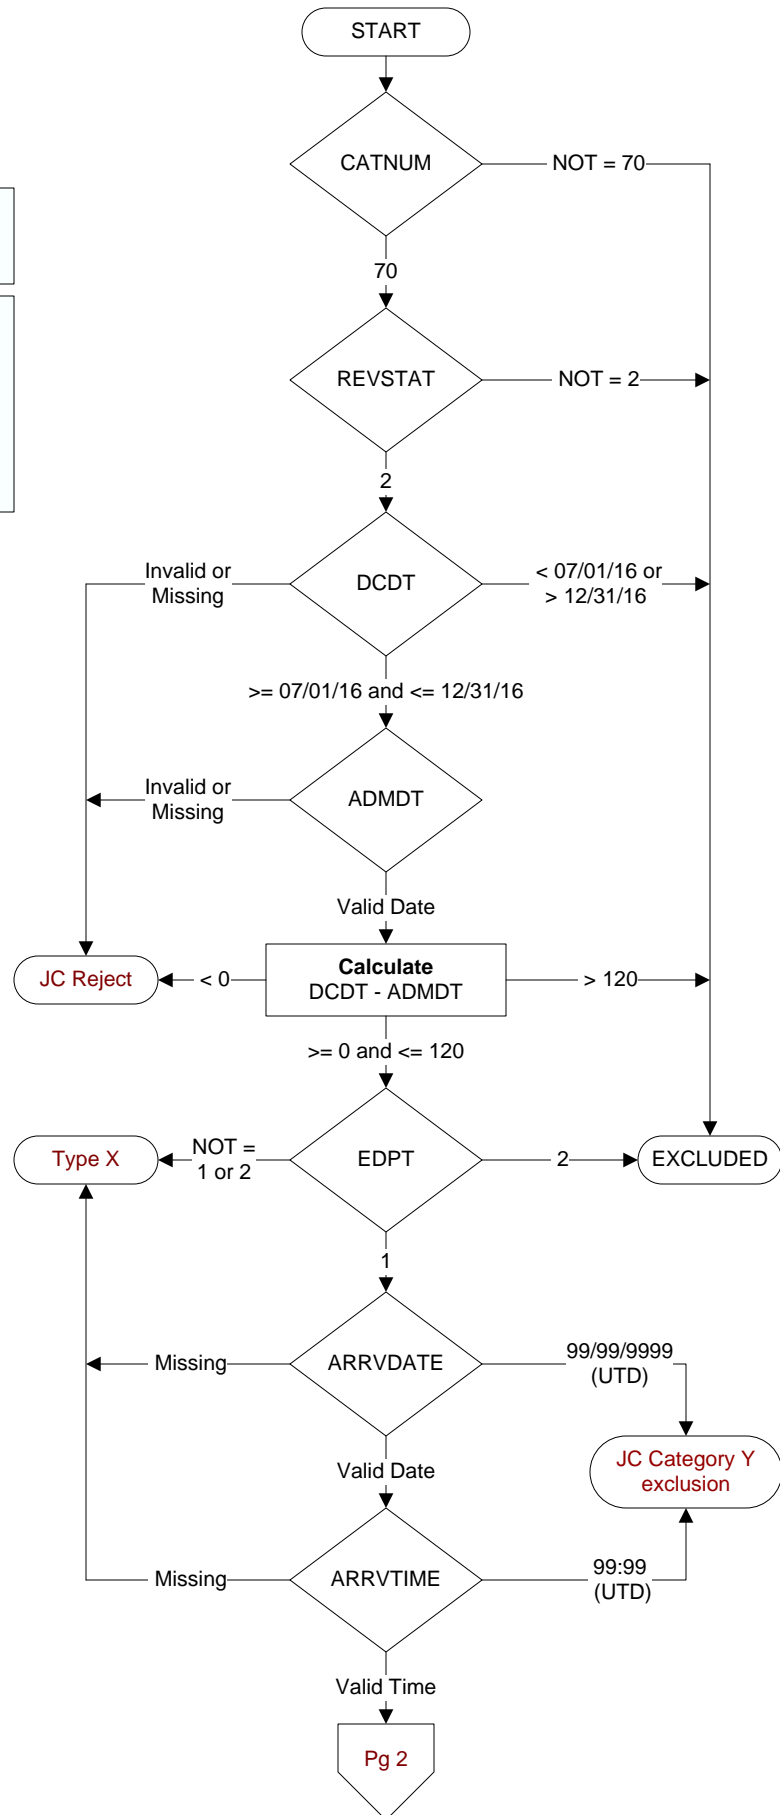 START
CATNUM
NOT = 70
70
REVSTAT
NOT = 2
2
Invalid or
Missing
DCDT
< 07/01/16 or
> 12/31/16
>= 07/01/16 and <= 12/31/16
Invalid or
Missing
ADMDT
Valid Date
JC Reject
< 0
Calculate
DCDT - ADMDT
> 120
>= 0 and <= 120
Type X
NOT =
1 or 2
EDPT
2
EXCLUDED
1
Missing
ARRVDATE
99/99/9999
(UTD)
Valid Date
JC Category Y
exclusion
Missing
ARRVTIME
99:99
(UTD)
Valid Time
Pg 2